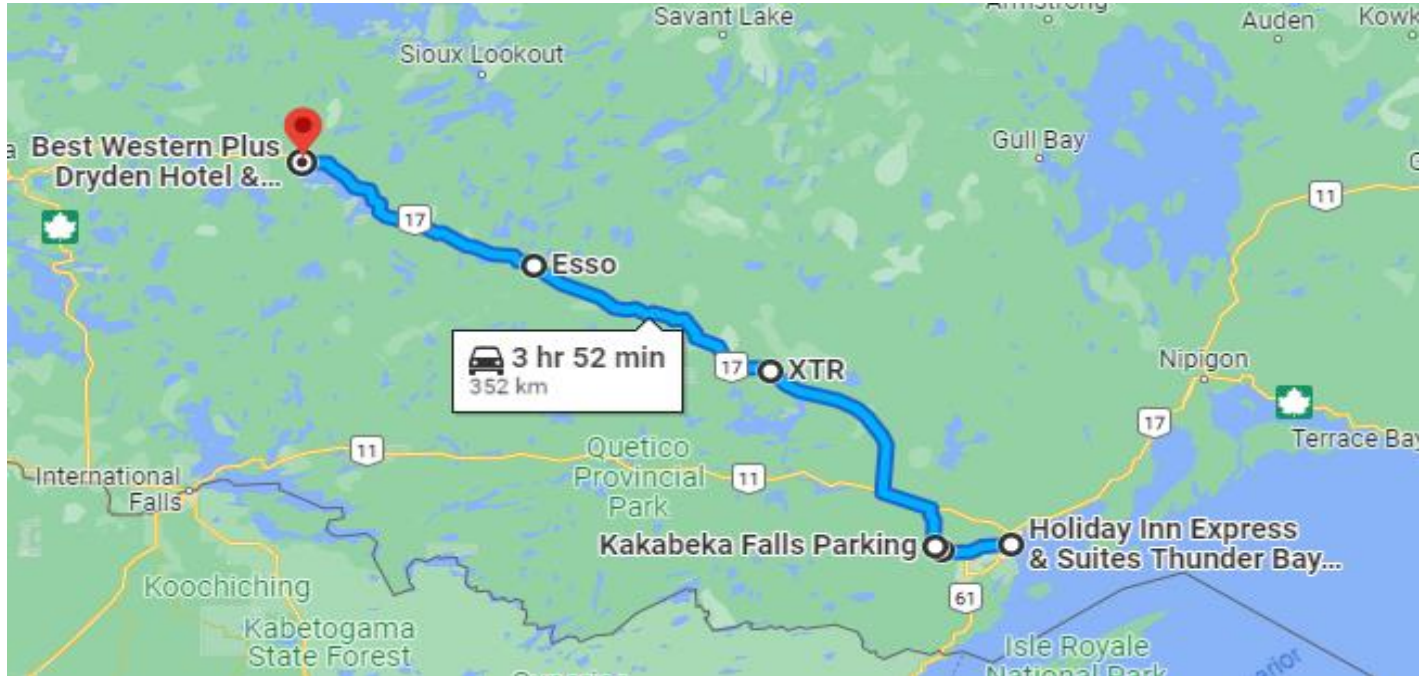 Savant Lake
Armstrong
Auden
Sioux Lookout
Best Western Plus
Dryden Hotel &...
Gull Bay
11
17
Esso
3 hr 52 min
352 km
17
XTR
Nipigon
17
Terrace Bay
11
Quetico
Provincial
Park
11
International
Falls
Kakabeka Falls Parking
Holiday Inn Express
& Suites Thunder Bay...
61
Koochiching
Kabetogama
State Forest
Isle Royale
National Park